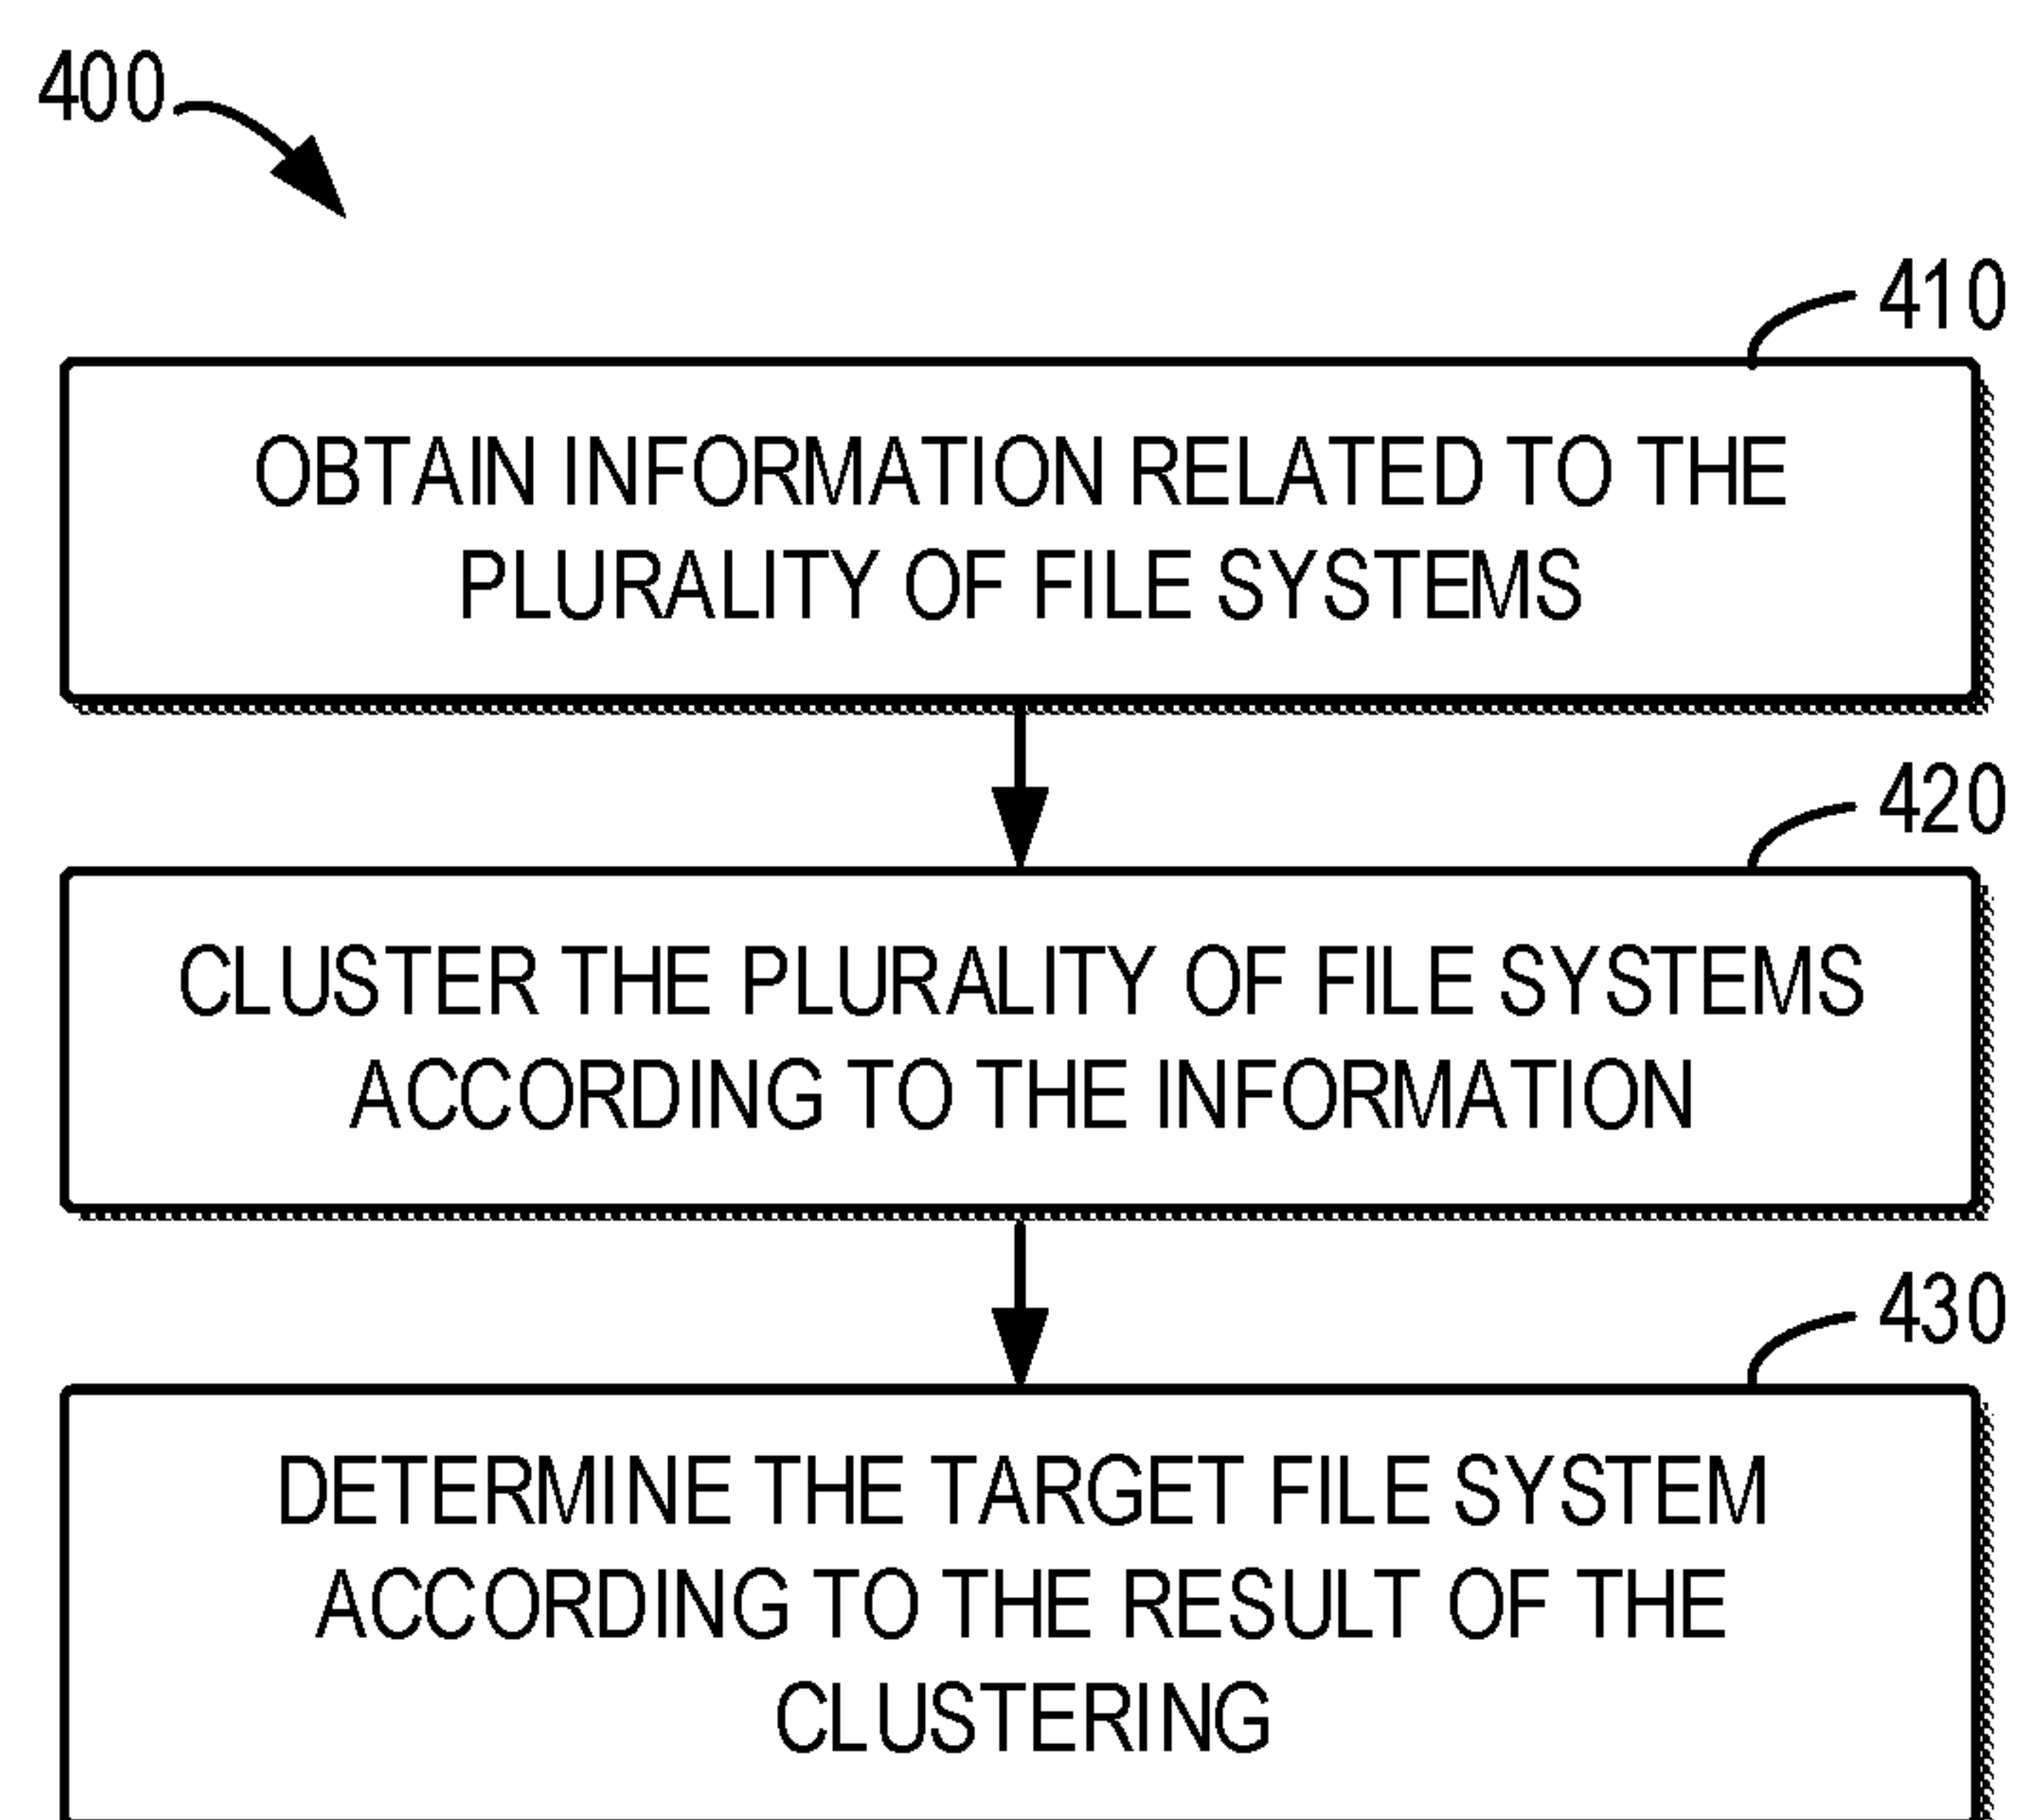 400
410
OBTAIN INFORMATION RELATED TO THE
PLURALITY OF FILE SYSTEMS
420
CLUSTER THE PLURALITY OF FILE SYSTEMS
ACCORDING TO THE INFORMATION
430
DETERMINE THE TARGET FILE SYSTEM
ACCORDING TO THE RESULT OF THE
CLUSTERING